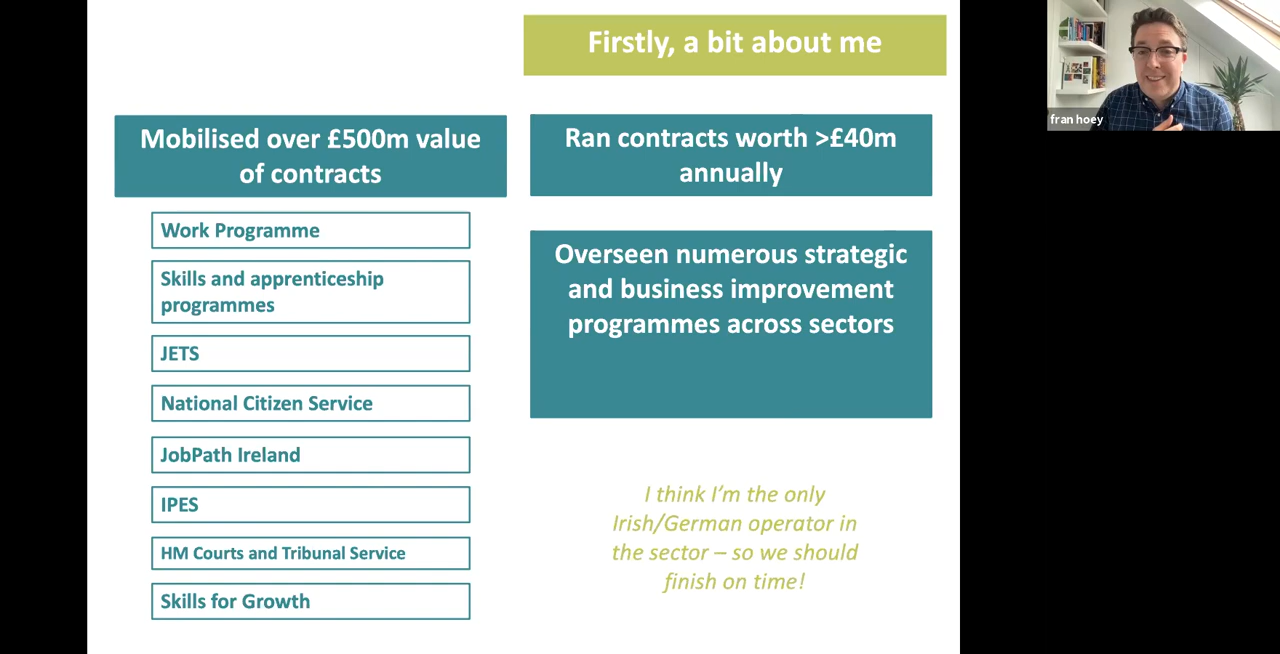 Firstly, a bit about me
Mobilised over £500m value
of contracts
Work Programme
Skills and apprenticeship
programmes
JETS
National Citizen Service
JobPath Ireland
IPES
HM Courts and Tribunal Service
Skills for Growth
Ran contracts worth >£40m
annually
Overseen numerous strategic
and business improvement
programmes across sectors
I think I’m the only
Irish/German operator in
the sector – so we should
finish on time!
fran hoey